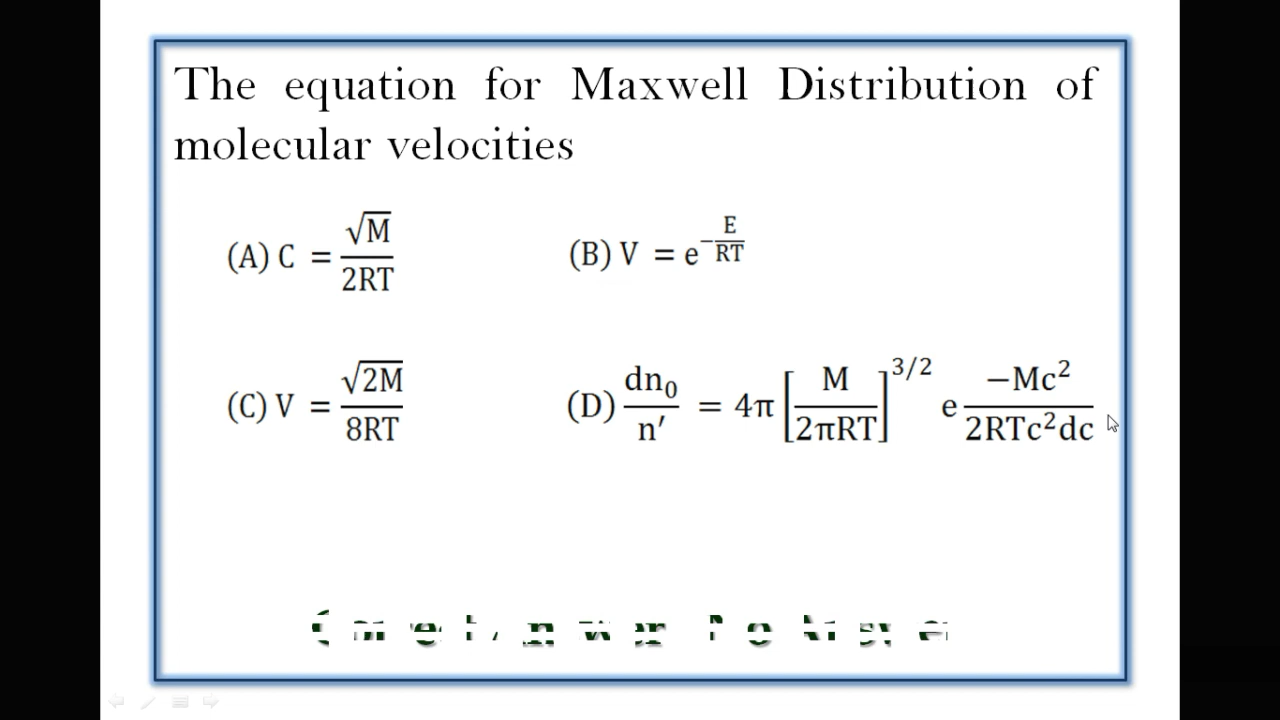 The equation for Maxwell Distribution of
molecular velocities
(A) C = √M / 2RT (B) V = e^(−E/RT)
(C) V = √2M / 8RT (D) dn₀/n′ = 4π [M / 2πRT]^3/2 e −Mc² / 2RTc²dc